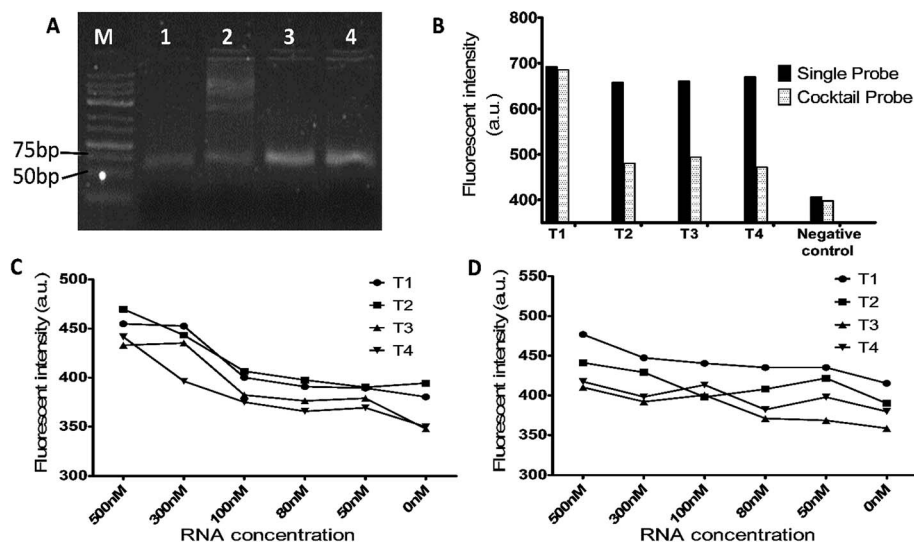 A
M 1 2 3 4
75bp
50bp
B
Fluorescent intensity
(a.u.)
700
600
500
400
Single Probe
Cocktail Probe
T1 T2 T3 T4 Negative
control
C
Fluorescent intensity (a.u.)
500
450
400
350
300
T1
T2
T3
T4
500nM 300nM 100nM 80nM 50nM 0nM
RNA concentration
D
Fluorescent intensity (a.u.)
550
500
450
400
350
300
T1
T2
T3
T4
500nM 300nM 100nM 80nM 50nM 0nM
RNA concentration